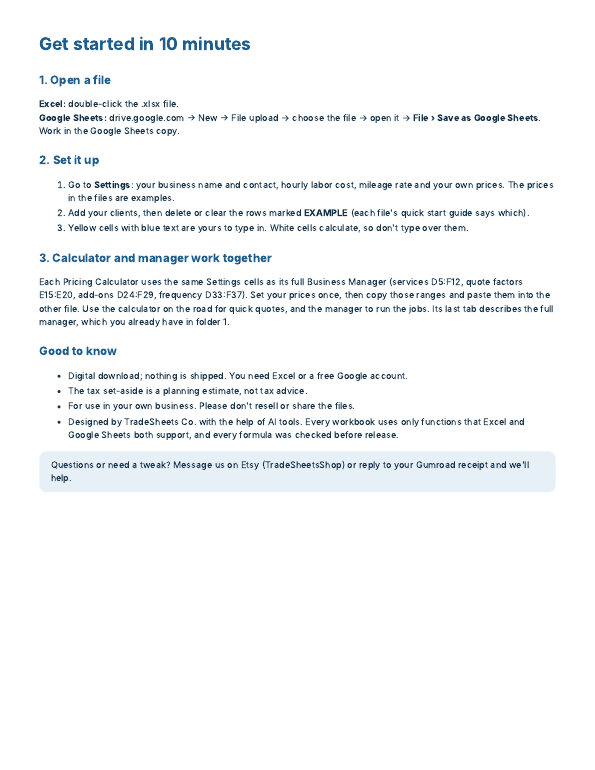 Get started in 10 minutes
1. Open a file
Excel: double-click the .xlsx file.
Google Sheets: drive.google.com → New → File upload → choose the file → open it → File › Save as Google Sheets.
Work in the Google Sheets copy.
2. Set it up
1. Go to Settings: your business name and contact, hourly labor cost, mileage rate and your own prices. The prices
in the files are examples.
2. Add your clients, then delete or clear the rows marked EXAMPLE (each file's quick start guide says which).
3. Yellow cells with blue text are yours to type in. White cells calculate, so don't type over them.
3. Calculator and manager work together
Each Pricing Calculator uses the same Settings cells as its full Business Manager (services D5:F12, quote factors
E15:E20, add-ons D24:F29, frequency D33:F37). Set your prices once, then copy those ranges and paste them into the
other file. Use the calculator on the road for quick quotes, and the manager to run the jobs. Its last tab describes the full
manager, which you already have in folder 1.
Good to know
• Digital download; nothing is shipped. You need Excel or a free Google account.
• The tax set-aside is a planning estimate, not tax advice.
• For use in your own business. Please don't resell or share the files.
• Designed by TradeSheets Co. with the help of AI tools. Every workbook uses only functions that Excel and
Google Sheets both support, and every formula was checked before release.
Questions or need a tweak? Message us on Etsy (TradeSheetsShop) or reply to your Gumroad receipt and we'll
help.